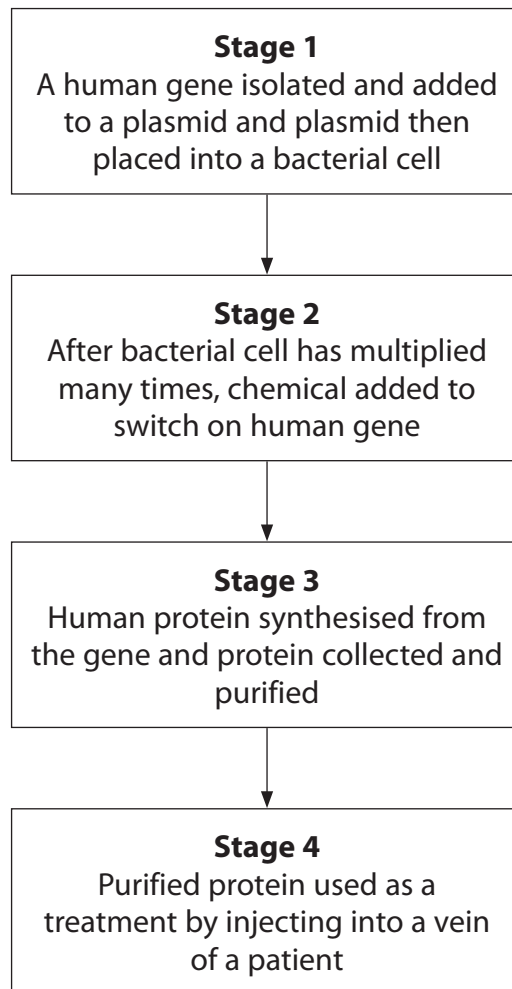 Stage 1
A human gene isolated and added
to a plasmid and plasmid then
placed into a bacterial cell
Stage 2
After bacterial cell has multiplied
many times, chemical added to
switch on human gene
Stage 3
Human protein synthesised from
the gene and protein collected and
purified
Stage 4
Purified protein used as a
treatment by injecting into a vein
of a patient